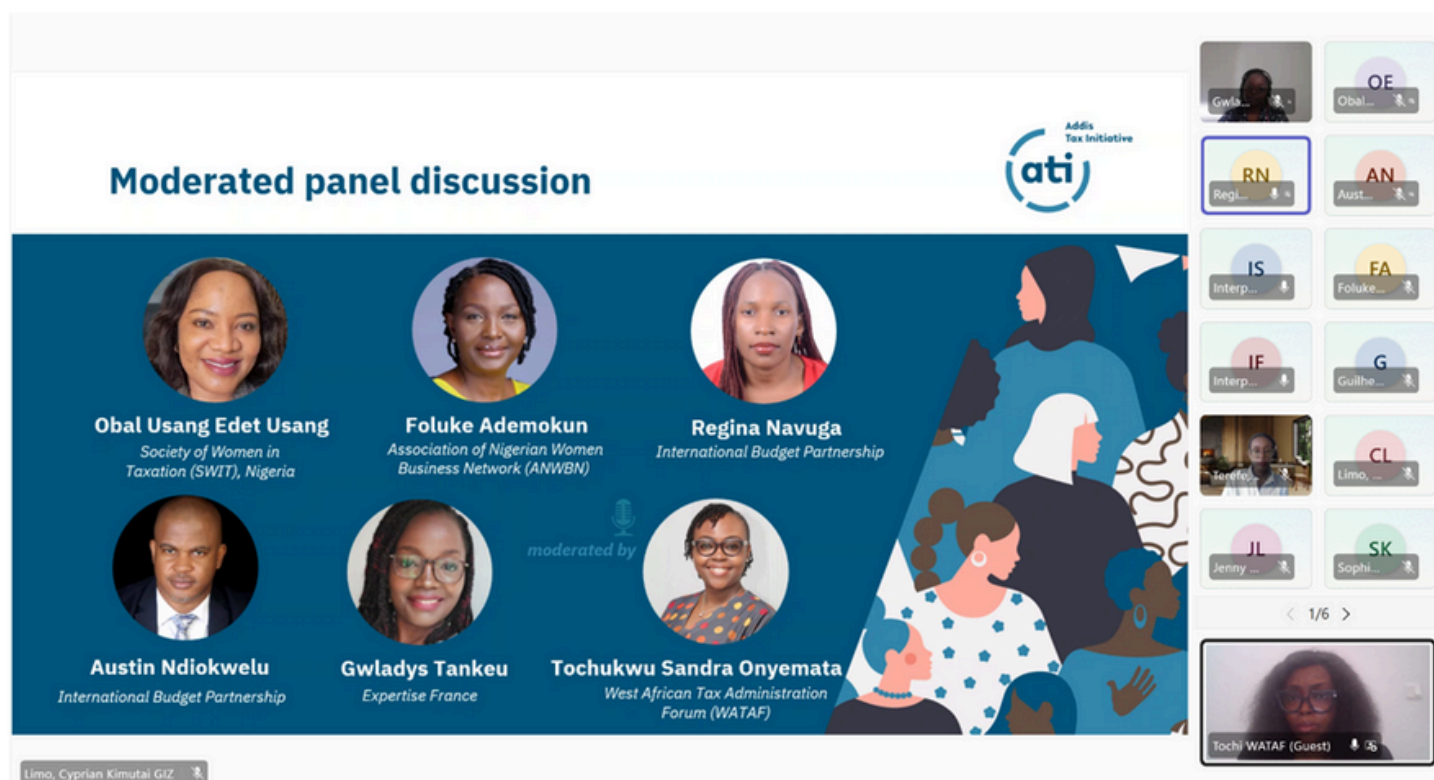 Addis
Tax Initiative
ati
Moderated panel discussion
Obal Usang Edet Usang
Society of Women in
Taxation (SWIT), Nigeria
Foluke Ademokun
Association of Nigerian Women
Business Network (ANWBN)
Regina Navuga
International Budget Partnership
Austin Ndiokwelu
International Budget Partnership
Gwladys Tankeu
Expertise France
moderated by
Tochukwu Sandra Onyemata
West African Tax Administration
Forum (WATAF)
Limo, Cyprian Kimutai GIZ
Gwla...
OE
Obal...
RN
Regi...
AN
Aust...
IS
Interp...
FA
Foluke...
IF
Interp...
G
Guilhe...
Terefe,...
CL
Limo, ...
JL
Jenny ...
SK
Sophi...
1/6
Tochi WATAF (Guest)